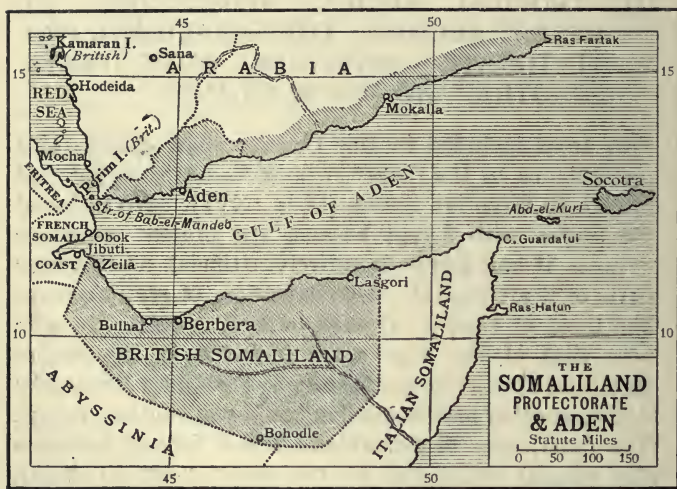 45
50
Kamaran I.
(British)
Sana
ARABIA
Ras Fartak
15
15
Hodeida
RED
SEA
Mokalla
Perim I. (Brit.)
Mocha
Aden
Socotra
ERITREA
Str. of Bab-el-Mandeb
GULF OF ADEN
Abd-el-Kuri
FRENCH
SOMALI
COAST
Obok
Jibuti
Zeila
C. Guardafui
Lasgori
Ras Hafun
Bulhar
Berbera
10
10
BRITISH SOMALILAND
ITALIAN SOMALILAND
ABYSSINIA
Bohodle
THE
SOMALILAND
PROTECTORATE
& ADEN
Statute Miles
0 50 100 150
45
50